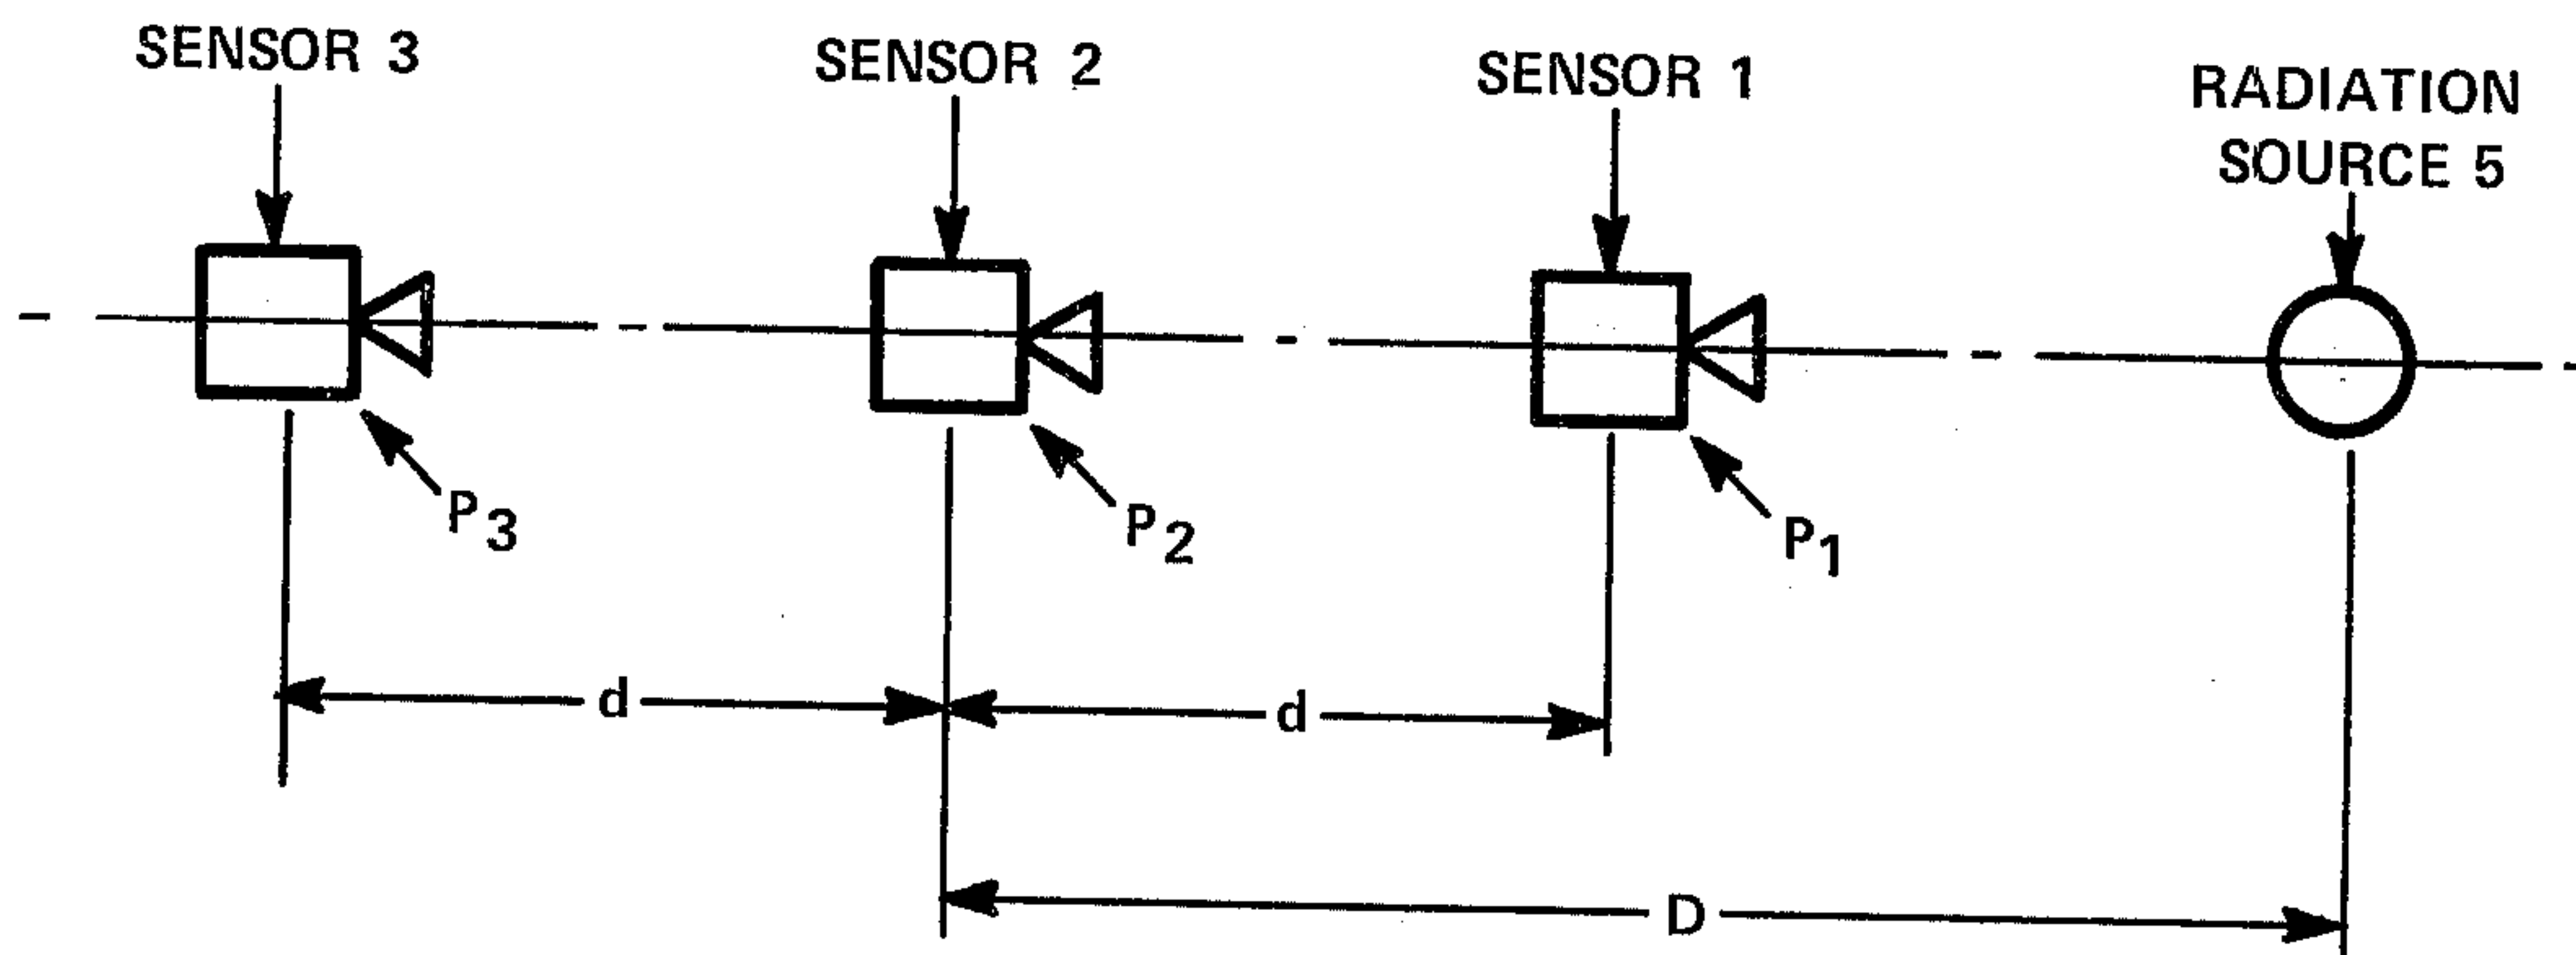 SENSOR 3
SENSOR 2
SENSOR 1
RADIATION
SOURCE 5
P3
P2
P1
d
d
D